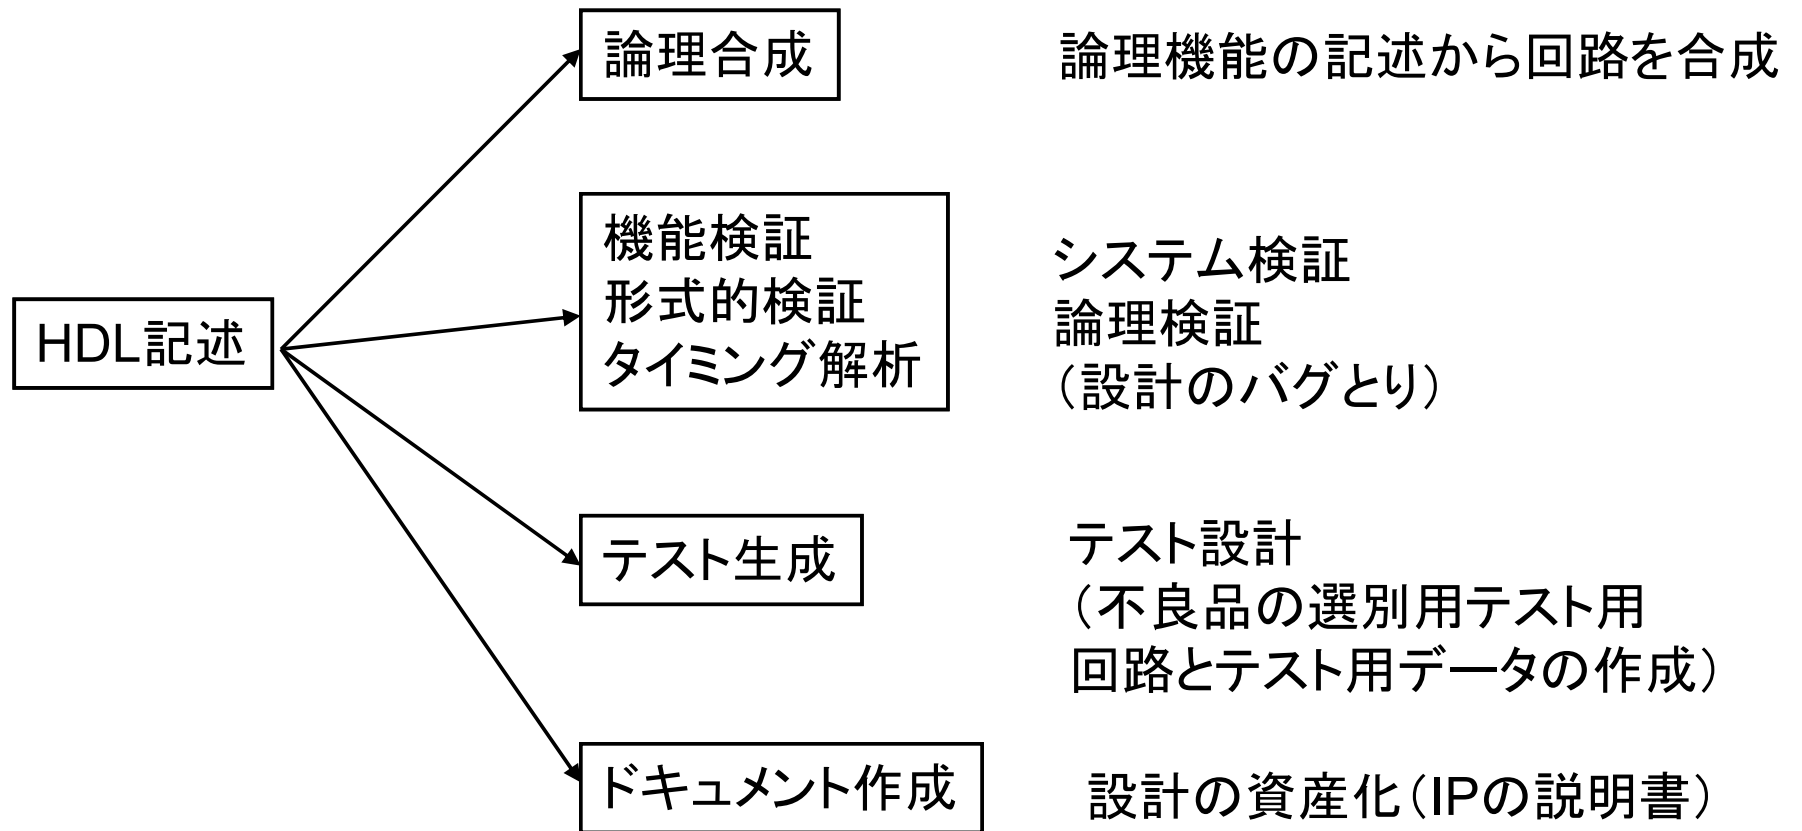 論理合成
論理機能の記述から回路を合成
HDL記述
機能検証
形式的検証
タイミング解析
システム検証
論理検証
(設計のバグとり)
テスト生成
テスト設計
(不良品の選別用テスト用
回路とテスト用データの作成)
ドキュメント作成
設計の資産化(IPの説明書)